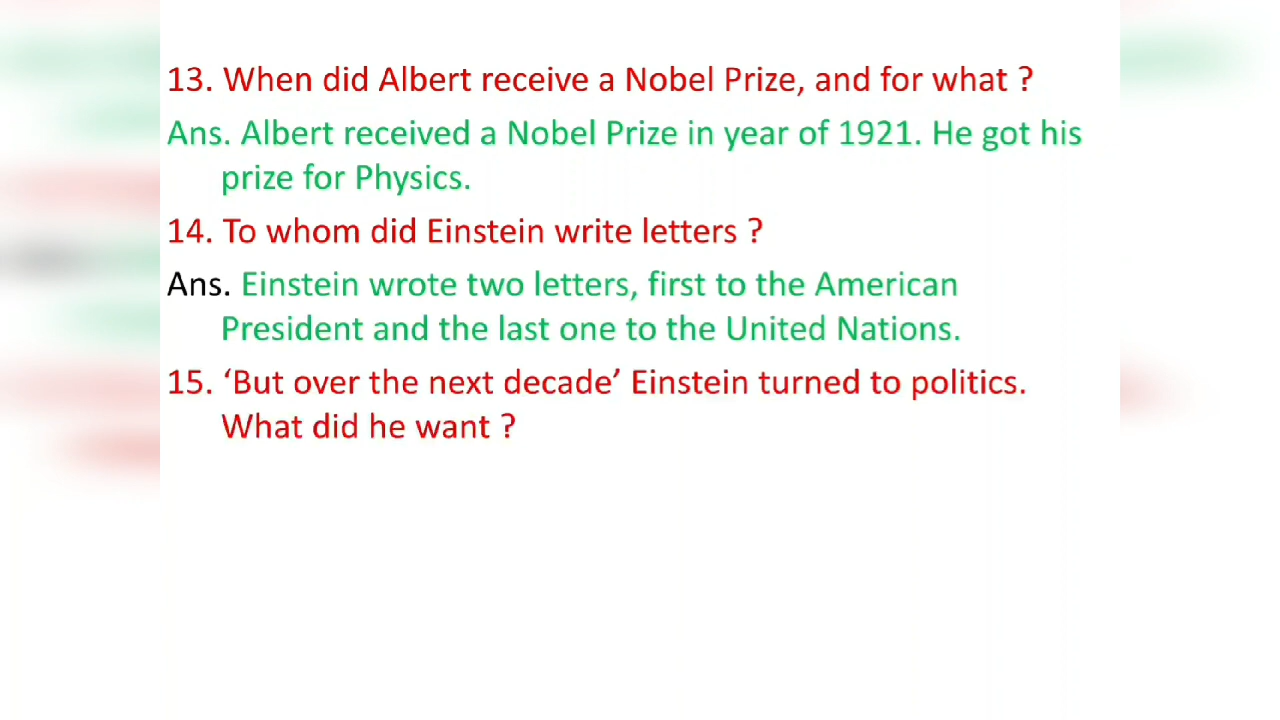 13. When did Albert receive a Nobel Prize, and for what ?
Ans. Albert received a Nobel Prize in year of 1921. He got his
prize for Physics.
14. To whom did Einstein write letters ?
Ans. Einstein wrote two letters, first to the American
President and the last one to the United Nations.
15. ‘But over the next decade’ Einstein turned to politics.
What did he want ?